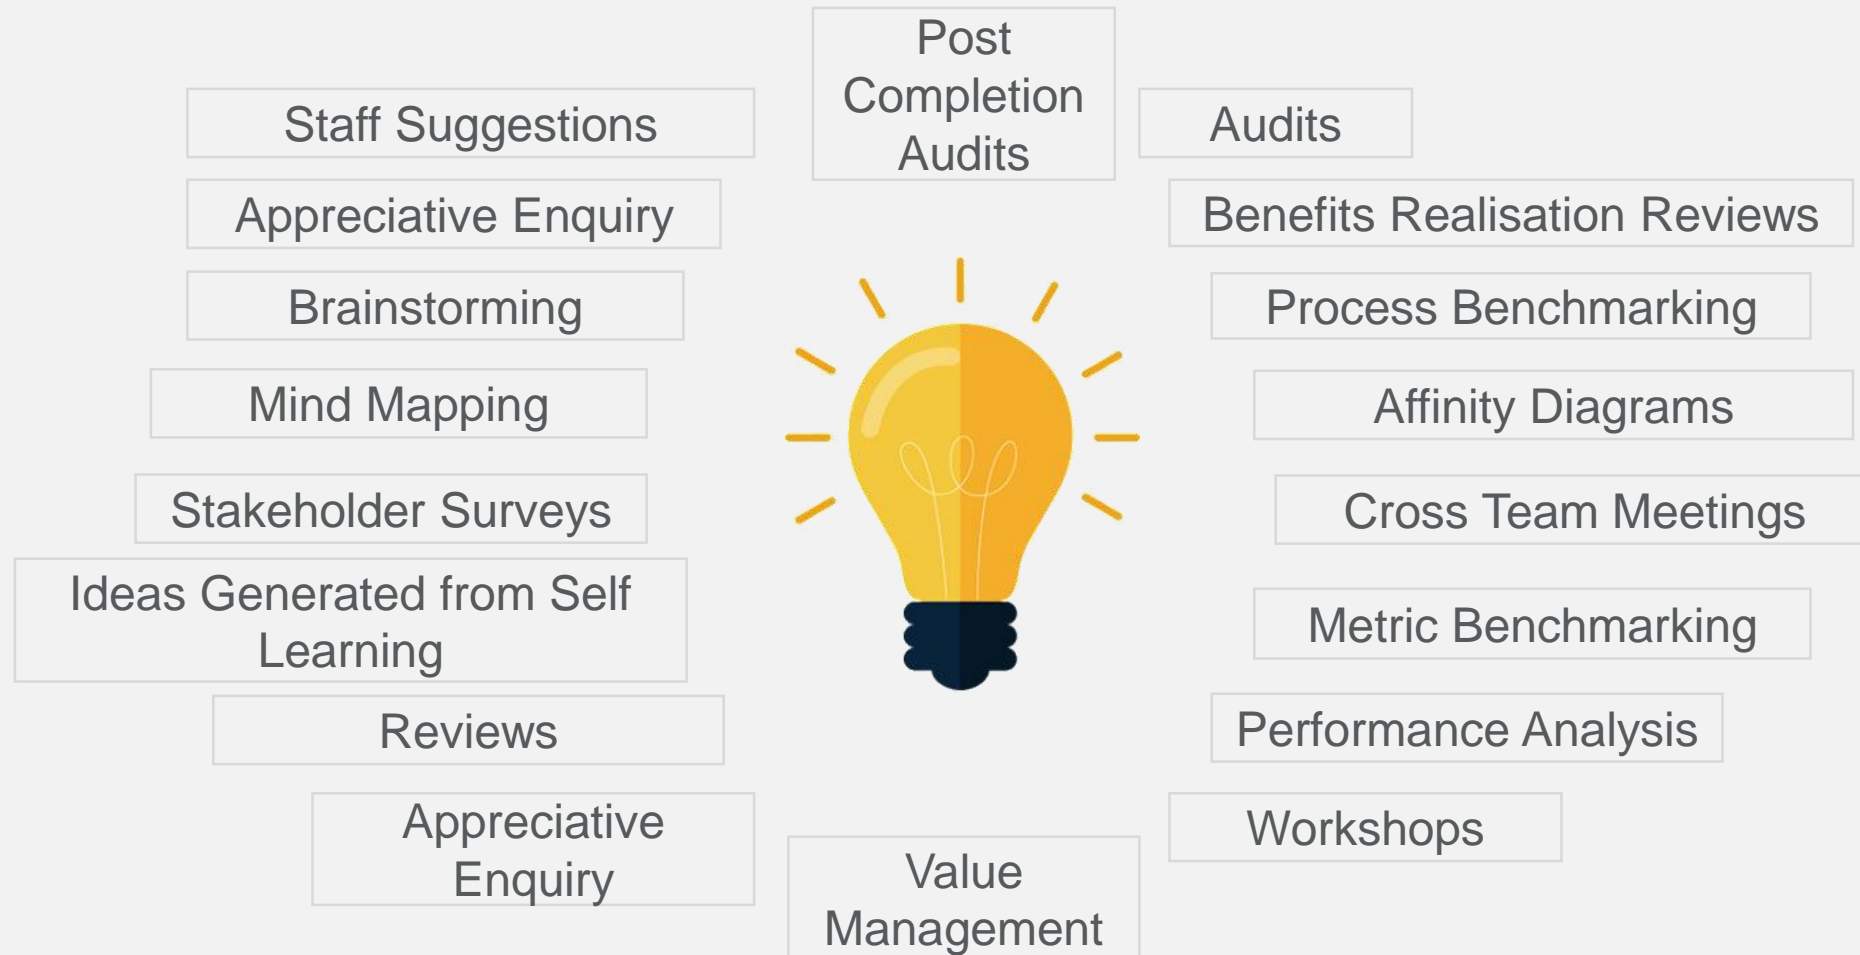 Post
Completion
Audits
Staff Suggestions
Audits
Appreciative Enquiry
Benefits Realisation Reviews
Brainstorming
Process Benchmarking
Mind Mapping
Affinity Diagrams
Stakeholder Surveys
Cross Team Meetings
Ideas Generated from Self
Learning
Metric Benchmarking
Reviews
Performance Analysis
Appreciative
Enquiry
Workshops
Value
Management